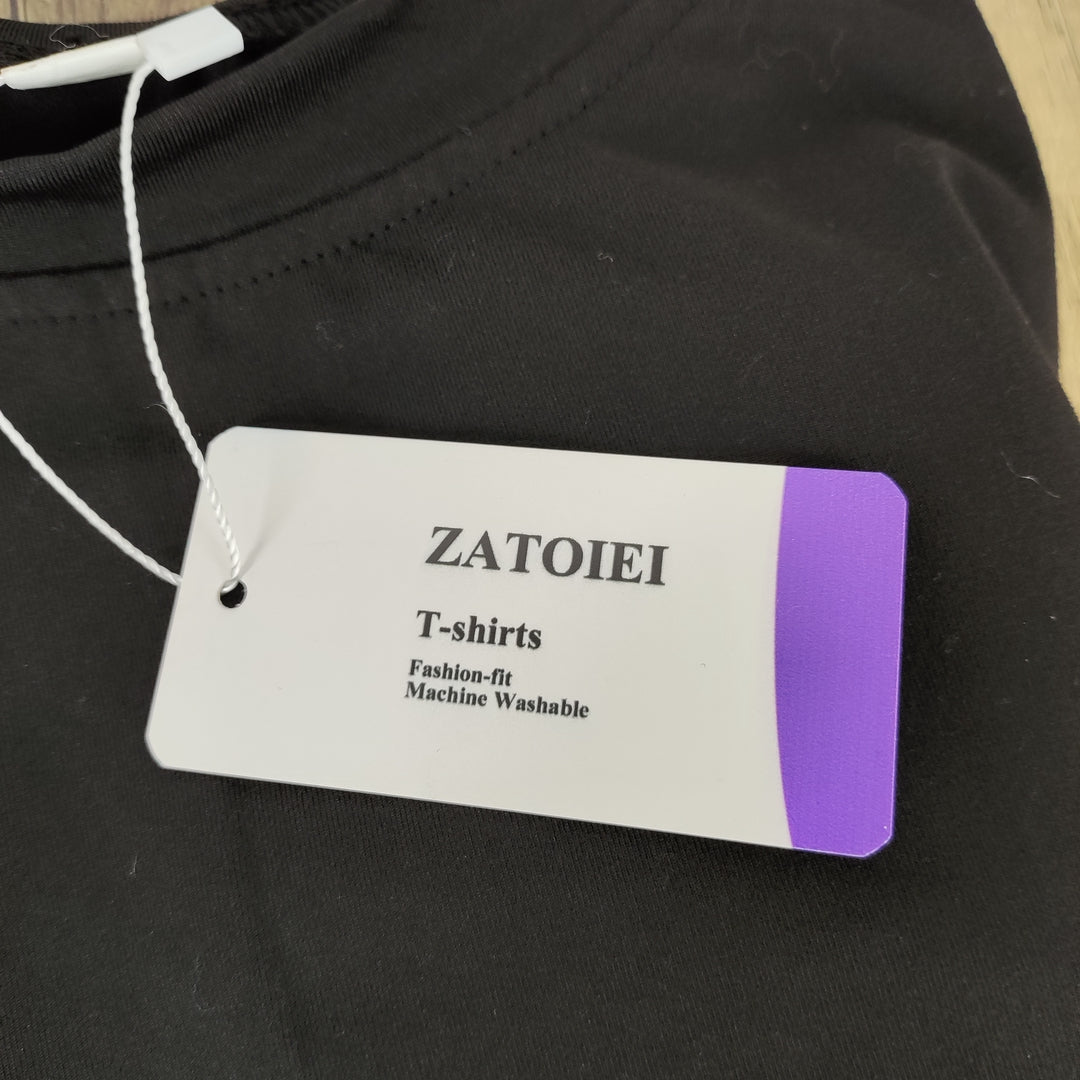 ZATOIEI
T-shirts
Fashion-fit
Machine Washable